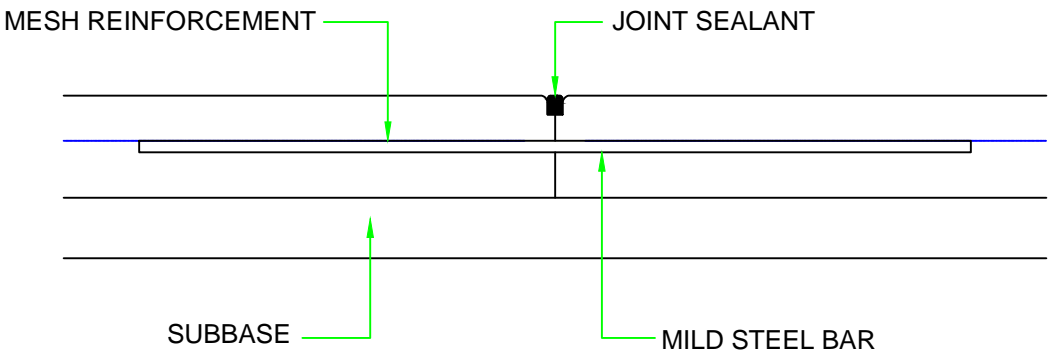 MESH REINFORCEMENT
JOINT SEALANT
SUBBASE
MILD STEEL BAR